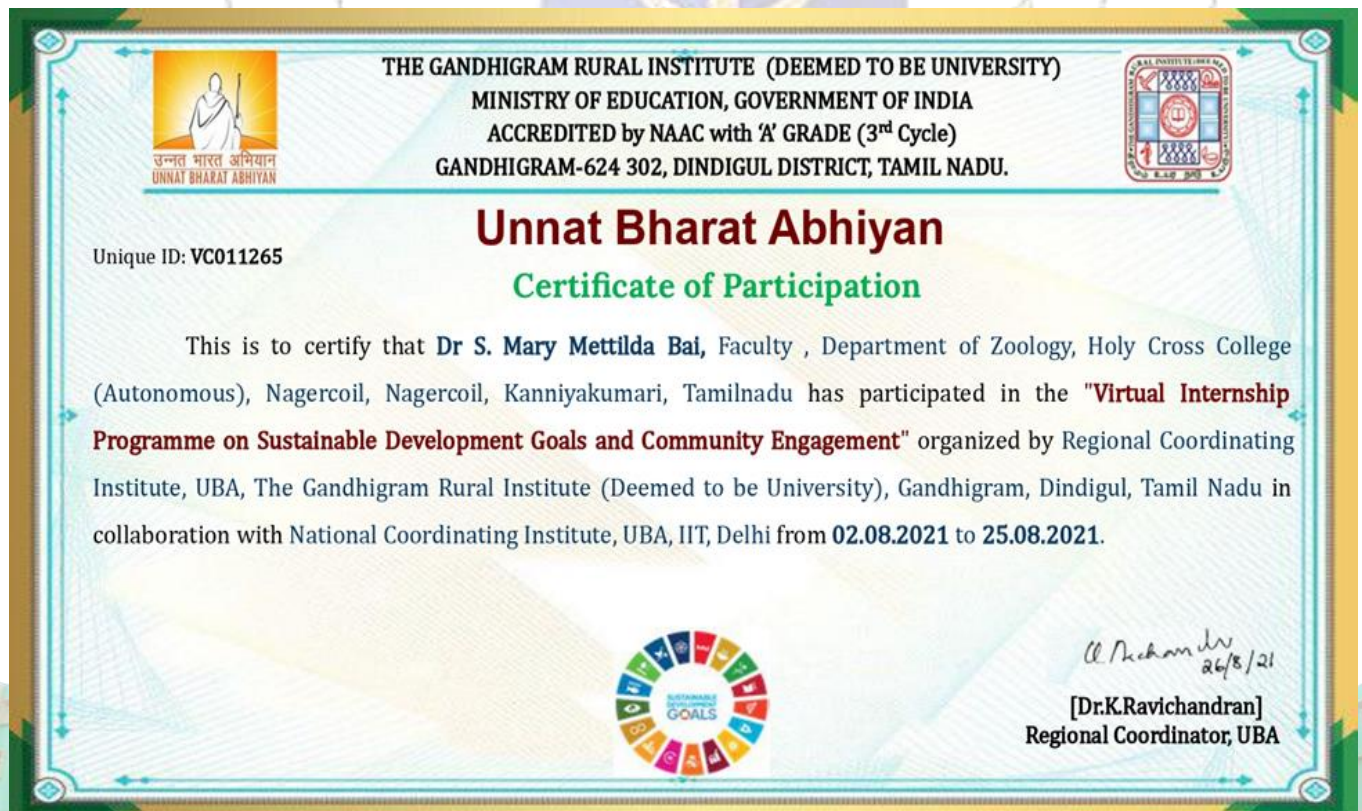 THE GANDHIGRAM RURAL INSTITUTE (DEEMED TO BE UNIVERSITY)
MINISTRY OF EDUCATION, GOVERNMENT OF INDIA
ACCREDITED by NAAC with ‘A’ GRADE (3rd Cycle)
GANDHIGRAM-624 302, DINDIGUL DISTRICT, TAMIL NADU.
उन्नत भारत अभियान
UNNAT BHARAT ABHIYAN
Unnat Bharat Abhiyan
Unique ID: VC011265
Certificate of Participation
This is to certify that Dr S. Mary Mettilda Bai, Faculty , Department of Zoology, Holy Cross College
(Autonomous), Nagercoil, Nagercoil, Kanniyakumari, Tamilnadu has participated in the "Virtual Internship
Programme on Sustainable Development Goals and Community Engagement" organized by Regional Coordinating
Institute, UBA, The Gandhigram Rural Institute (Deemed to be University), Gandhigram, Dindigul, Tamil Nadu in
collaboration with National Coordinating Institute, UBA, IIT, Delhi from 02.08.2021 to 25.08.2021.
SUSTAINABLE
DEVELOPMENT
GOALS
26/8/21
[Dr.K.Ravichandran]
Regional Coordinator, UBA